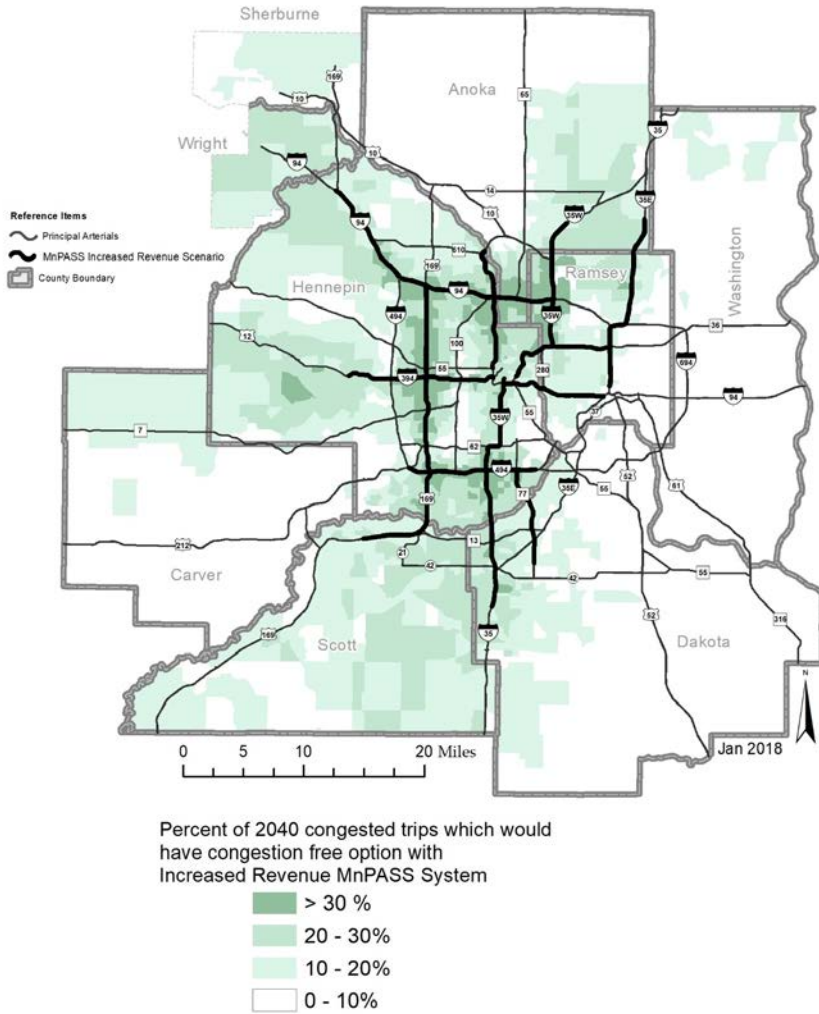 Sherburne
169
10
Anoka
65
35
Wright
94
10
14
35E
10
35W
Reference Items
Principal Arterials
MnPASS Increased Revenue Scenario
County Boundary
94
610
169
Ramsey
Washington
Hennepin
94
494
35W
12
100
36
694
55
280
394
94
35W
55
7
62
494
52
61
169
77
35E
55
13
212
21
42
42
55
Carver
52
316
169
Scott
35
Dakota
N
Jan 2018
0 10 20 Miles
Percent of 2040 congested trips which would
have congestion free option with
Increased Revenue MnPASS System
> 30 %
20 - 30%
10 - 20%
0 - 10%